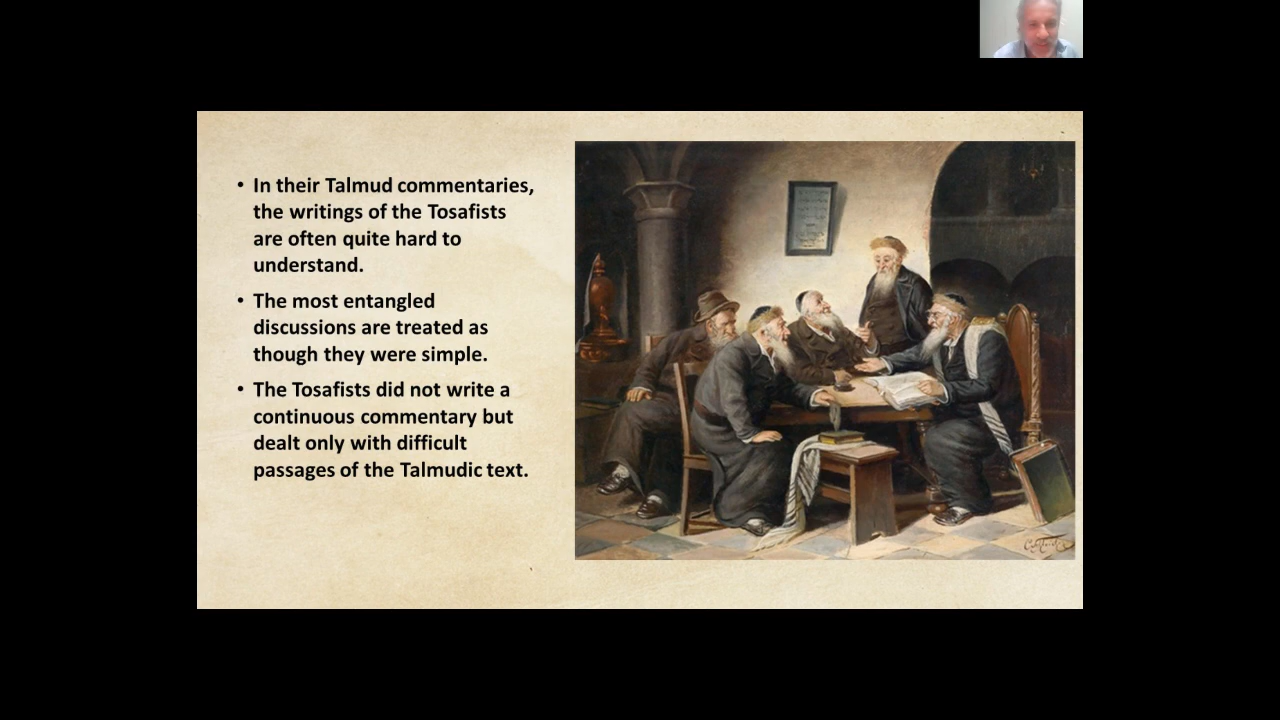 • In their Talmud commentaries,
the writings of the Tosafists
are often quite hard to
understand.
• The most entangled
discussions are treated as
though they were simple.
• The Tosafists did not write a
continuous commentary but
dealt only with difficult
passages of the Talmudic text.